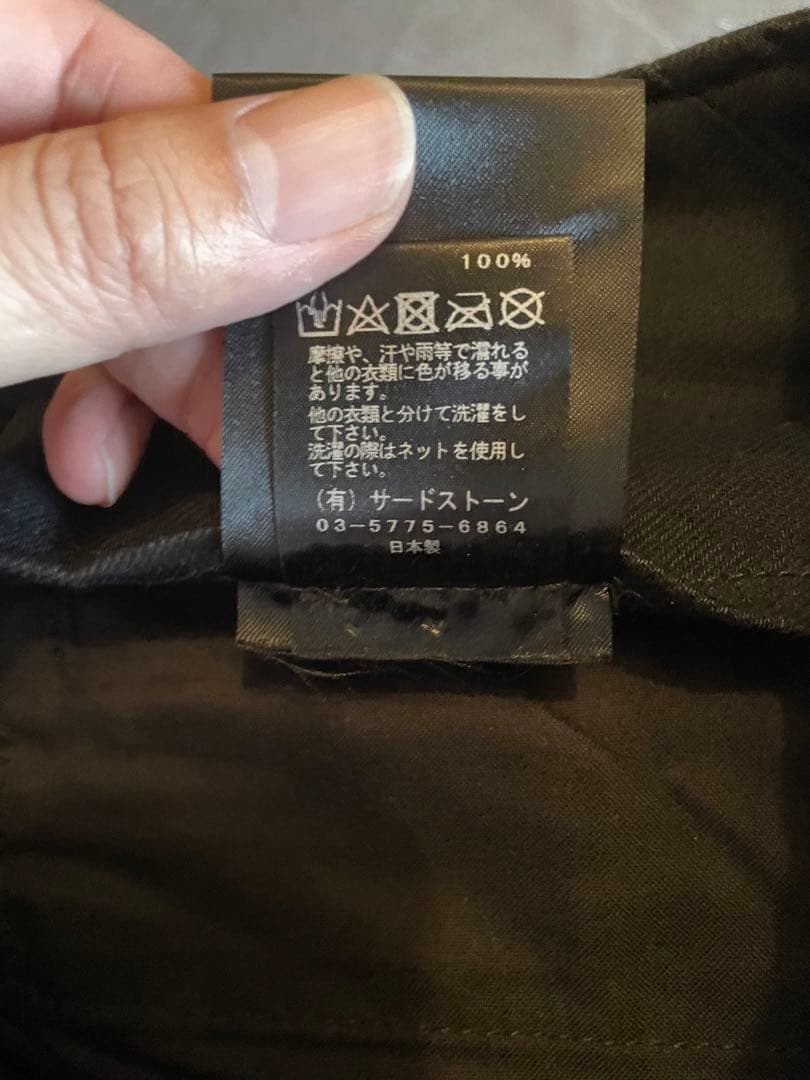 100%
摩擦や、汗や雨等で濡れる
と他の衣類に色が移る事が
あります。
他の衣類と分けて洗濯をし
て下さい。
洗濯の際はネットを使用し
て下さい。
（有）サードストーン
03-5775-6864
日本製